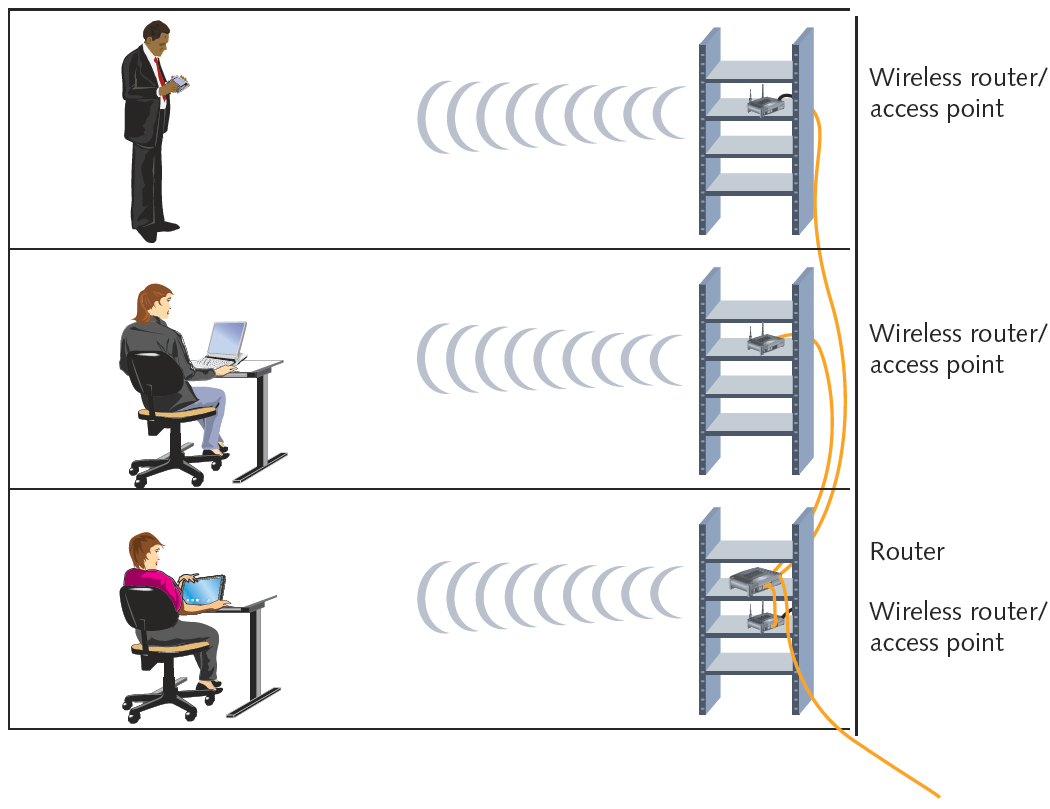 Wireless router/
access point
Wireless router/
access point
Router
Wireless router/
access point